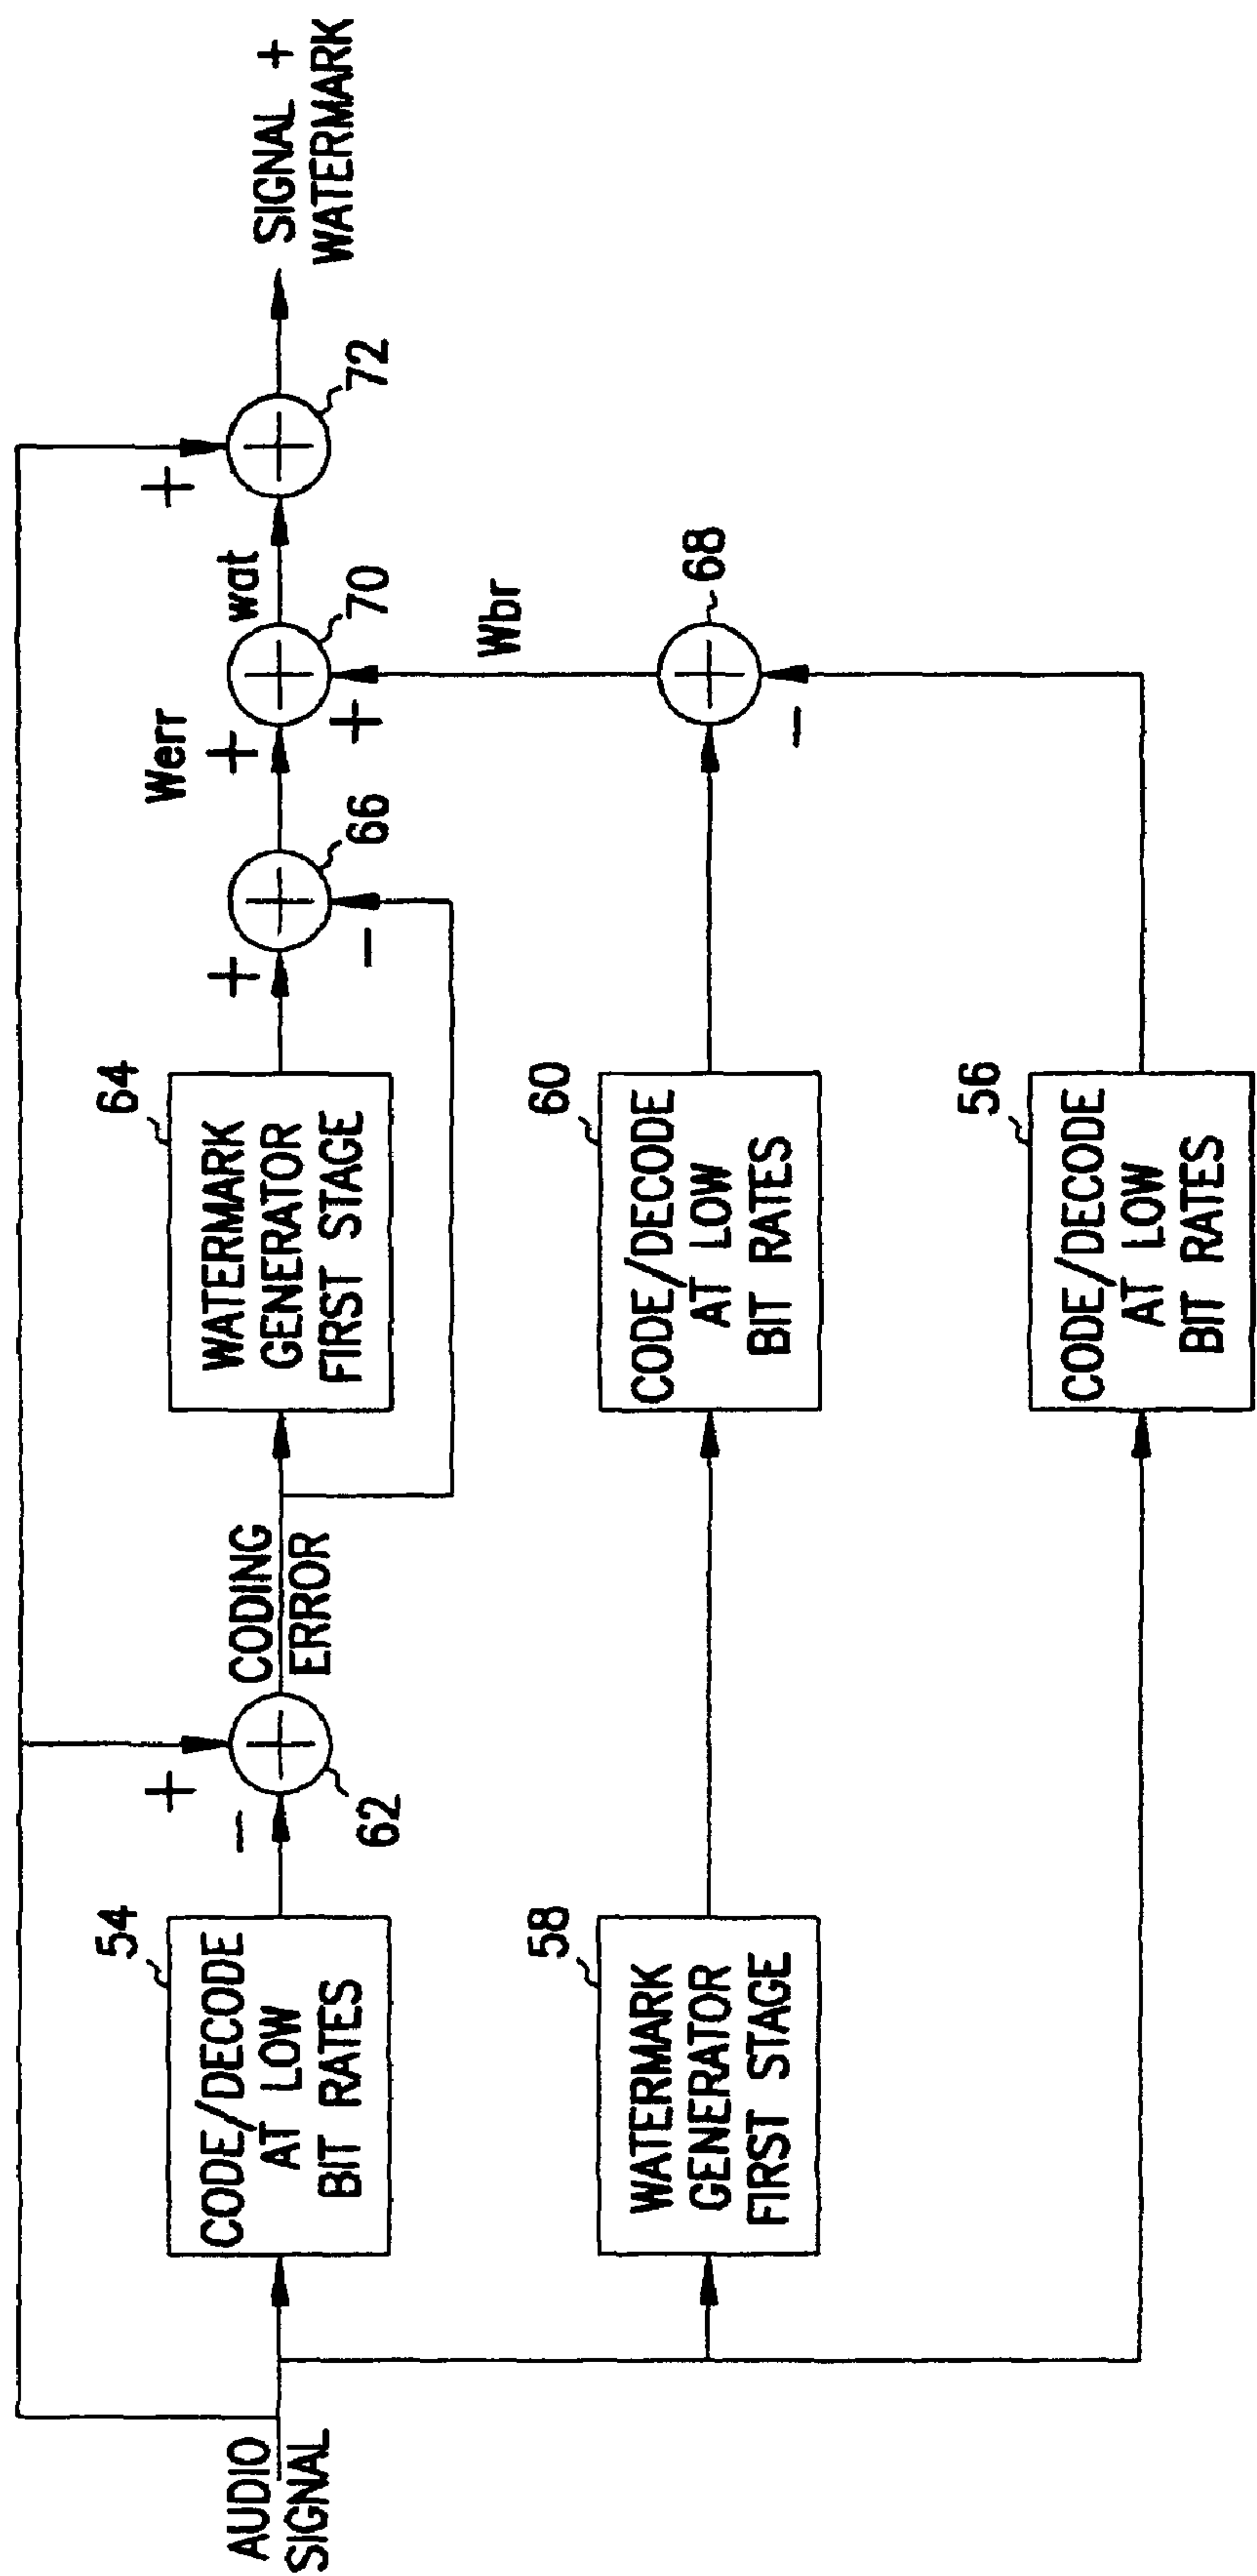 AUDIO
SIGNAL
54
CODE/DECODE
AT LOW
BIT RATES
+
-
62
CODING
ERROR
64
WATERMARK
GENERATOR
FIRST STAGE
+
-
66
Werr
+
+
70
wat
+
72
SIGNAL +
WATERMARK
58
WATERMARK
GENERATOR
FIRST STAGE
60
CODE/DECODE
AT LOW
BIT RATES
68
-
Wbr
56
CODE/DECODE
AT LOW
BIT RATES